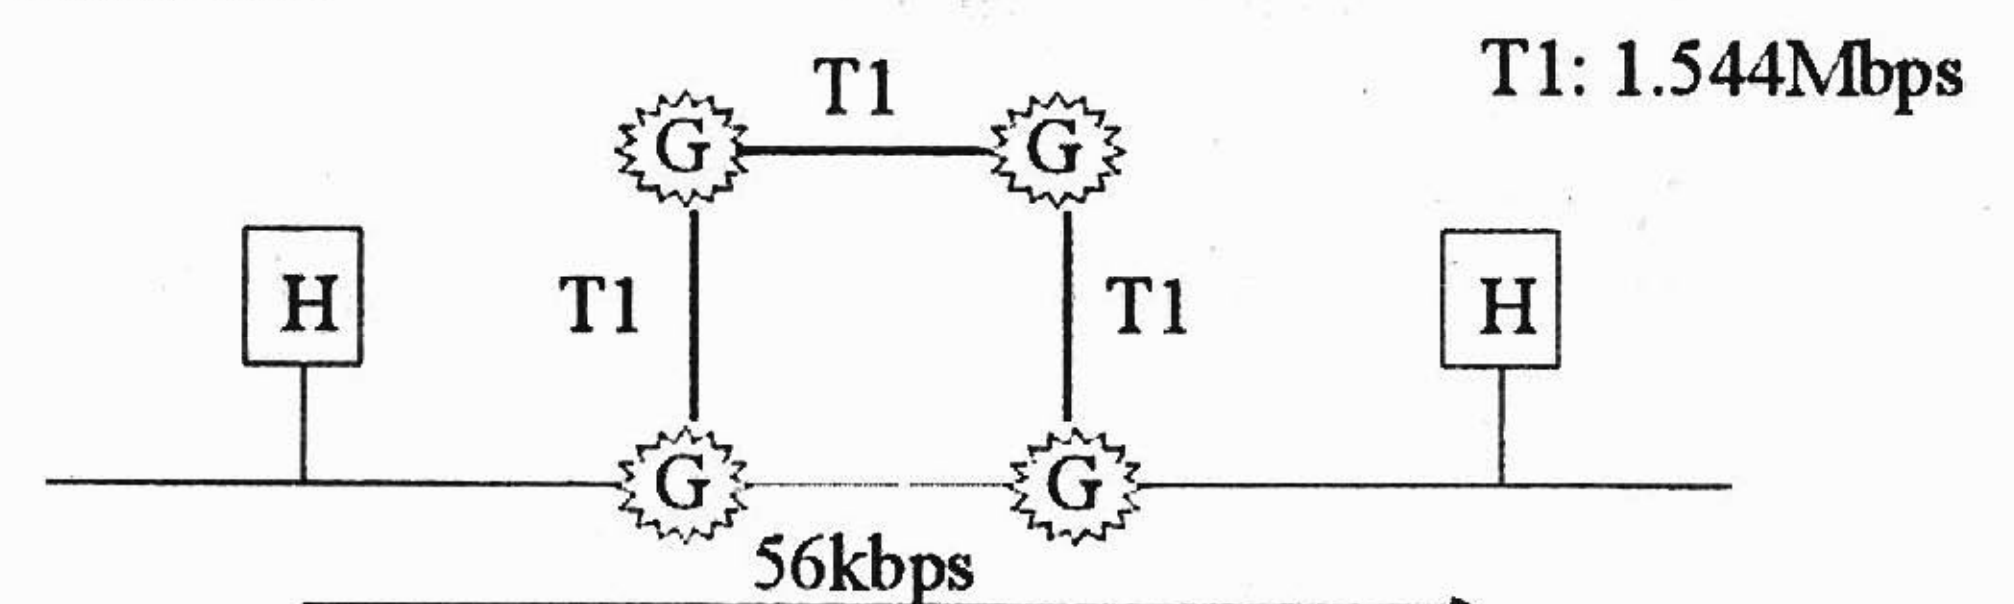 T1: 1.544Mbps
T1
G G
H T1 T1 H
G G
56kbps